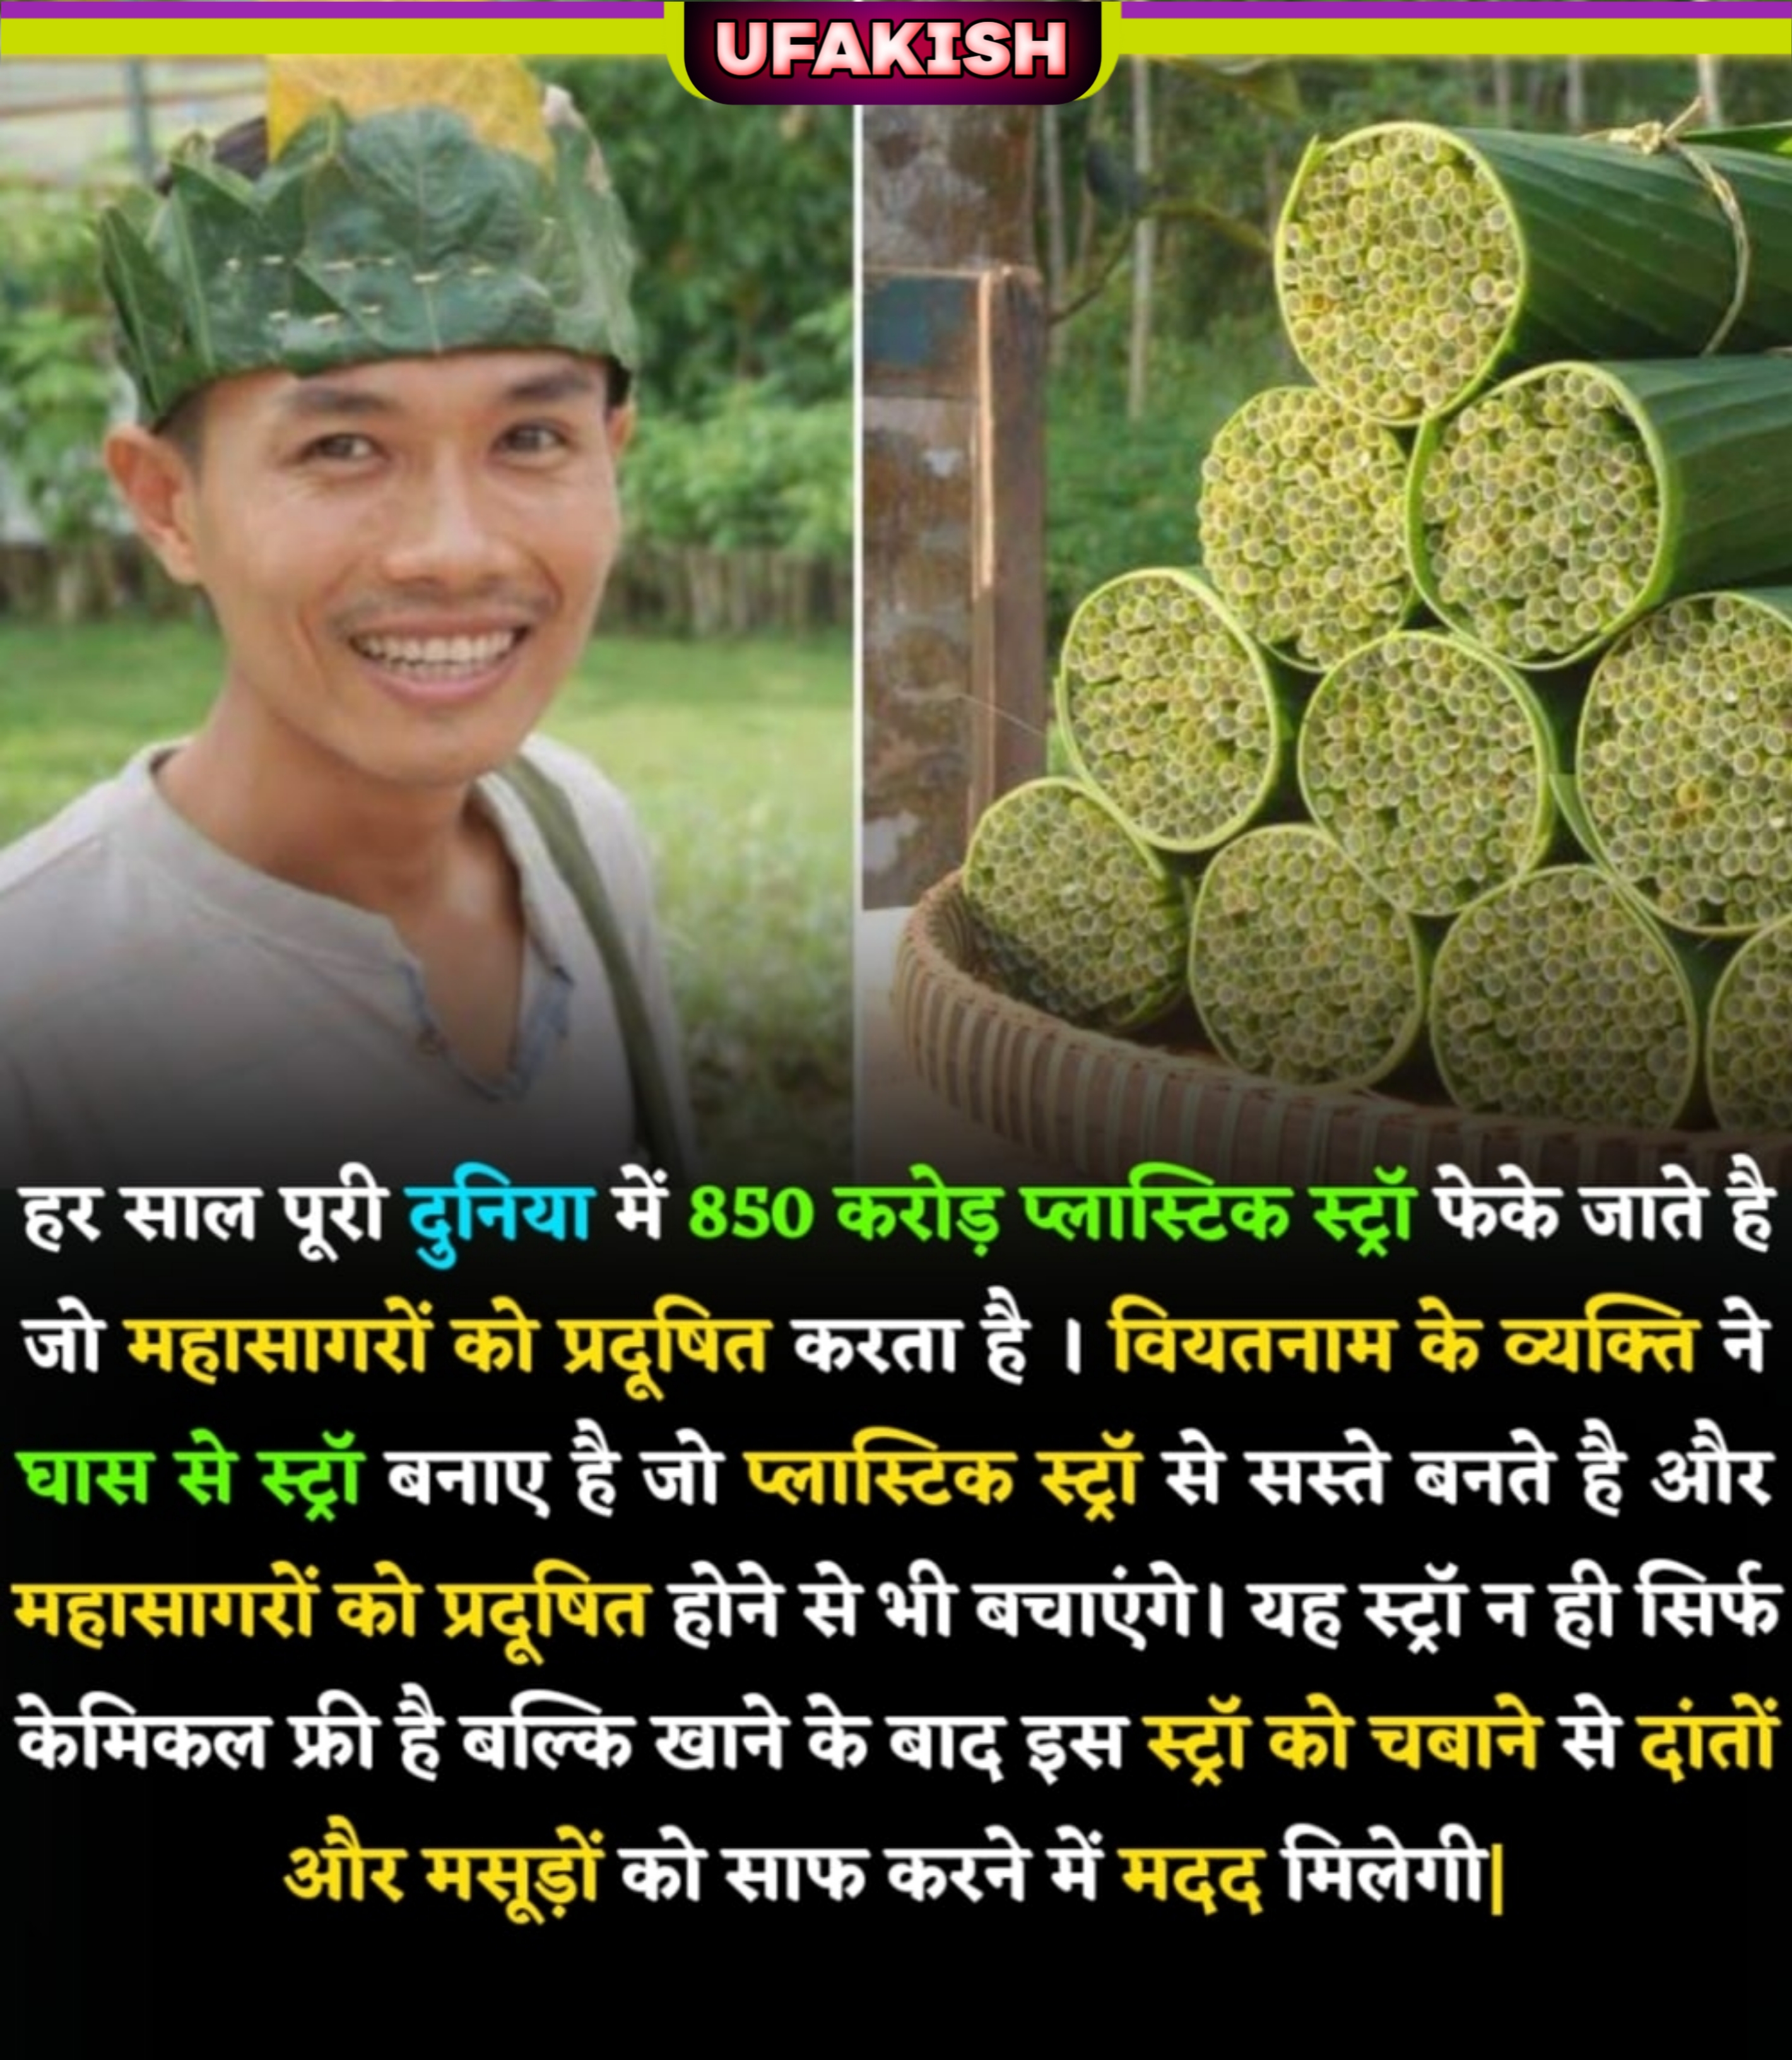 UFAKISH
हर साल पूरी दुनिया में 850 करोड़ प्लास्टिक स्ट्रॉ फेके जाते है
जो महासागरों को प्रदूषित करता है । वियतनाम के व्यक्ति ने
घास से स्ट्रॉ बनाए है जो प्लास्टिक स्ट्रॉ से सस्ते बनते है और
महासागरों को प्रदूषित होने से भी बचाएंगे। यह स्ट्रॉ न ही सिर्फ
केमिकल फ्री है बल्कि खाने के बाद इस स्ट्रॉ को चबाने से दांतों
और मसूड़ों को साफ करने में मदद मिलेगी|